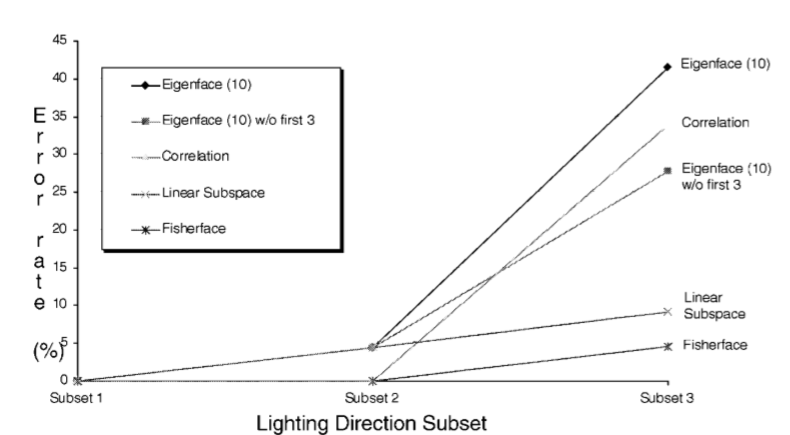 45
40
35
30
25
20
15
10
5
0
Error rate (%)
Eigenface (10)
Eigenface (10) w/o first 3
Correlation
Linear Subspace
Fisherface
Eigenface (10)
Correlation
Eigenface (10)
w/o first 3
Linear
Subspace
Fisherface
Subset 1
Subset 2
Subset 3
Lighting Direction Subset